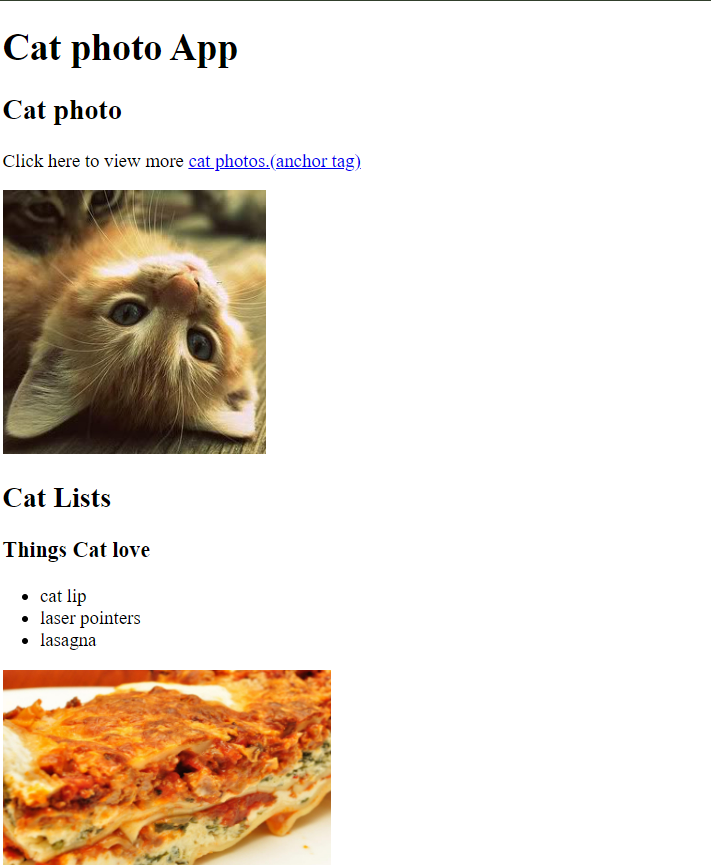 Cat photo App
Cat photo
Click here to view more cat photos.(anchor tag)
Cat Lists
Things Cat love
cat lip
laser pointers
lasagna